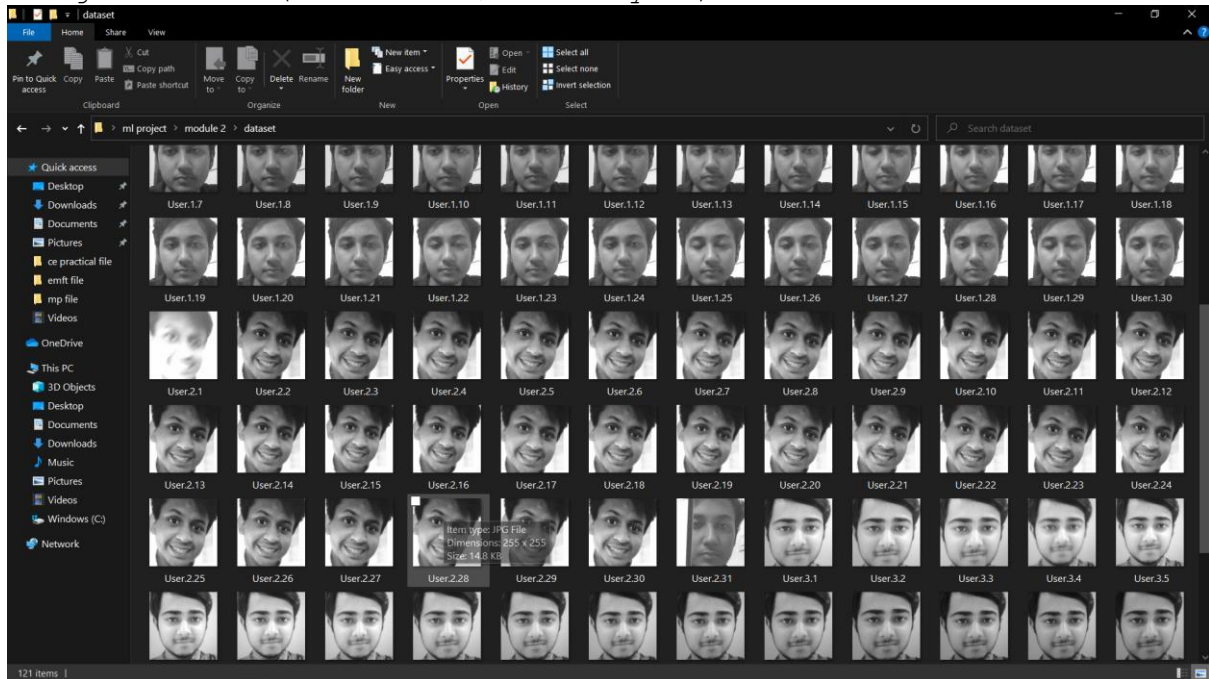 dataset
File Home Share View
Pin to Quick access
Copy
Paste
Cut
Copy path
Paste shortcut
Clipboard
Move to
Copy to
Delete
Rename
Organize
New folder
New item
Easy access
New
Properties
Open
Edit
History
Open
Select all
Select none
Invert selection
Select
ml project > module 2 > dataset
Search dataset
Quick access
Desktop
Downloads
Documents
Pictures
ce practical file
emft file
mp file
Videos
OneDrive
This PC
3D Objects
Desktop
Documents
Downloads
Music
Pictures
Videos
Windows (C:)
Network
User.1.7 User.1.8 User.1.9 User.1.10 User.1.11 User.1.12 User.1.13 User.1.14 User.1.15 User.1.16 User.1.17 User.1.18
User.1.19 User.1.20 User.1.21 User.1.22 User.1.23 User.1.24 User.1.25 User.1.26 User.1.27 User.1.28 User.1.29 User.1.30
User.2.1 User.2.2 User.2.3 User.2.4 User.2.5 User.2.6 User.2.7 User.2.8 User.2.9 User.2.10 User.2.11 User.2.12
User.2.13 User.2.14 User.2.15 User.2.16 User.2.17 User.2.18 User.2.19 User.2.20 User.2.21 User.2.22 User.2.23 User.2.24
Item type: JPG File
Dimensions: 255 x 255
Size: 14.8 KB
User.2.25 User.2.26 User.2.27 User.2.28 User.2.29 User.2.30 User.2.31 User.3.1 User.3.2 User.3.3 User.3.4 User.3.5
121 items